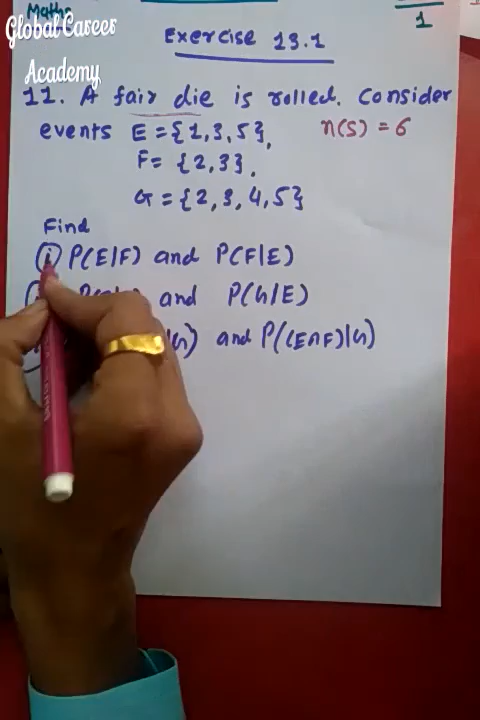 Maths
Global Career
Academy
1
Exercise 13.1
11. A fair die is rolled. Consider
events E = {1,3,5}, n(S) = 6
F = {2,3}.
G = {2,3,4,5}
Find
(i) P(E|F) and P(F|E)
and P(G|E)
|G) and P((E∩F)|G)